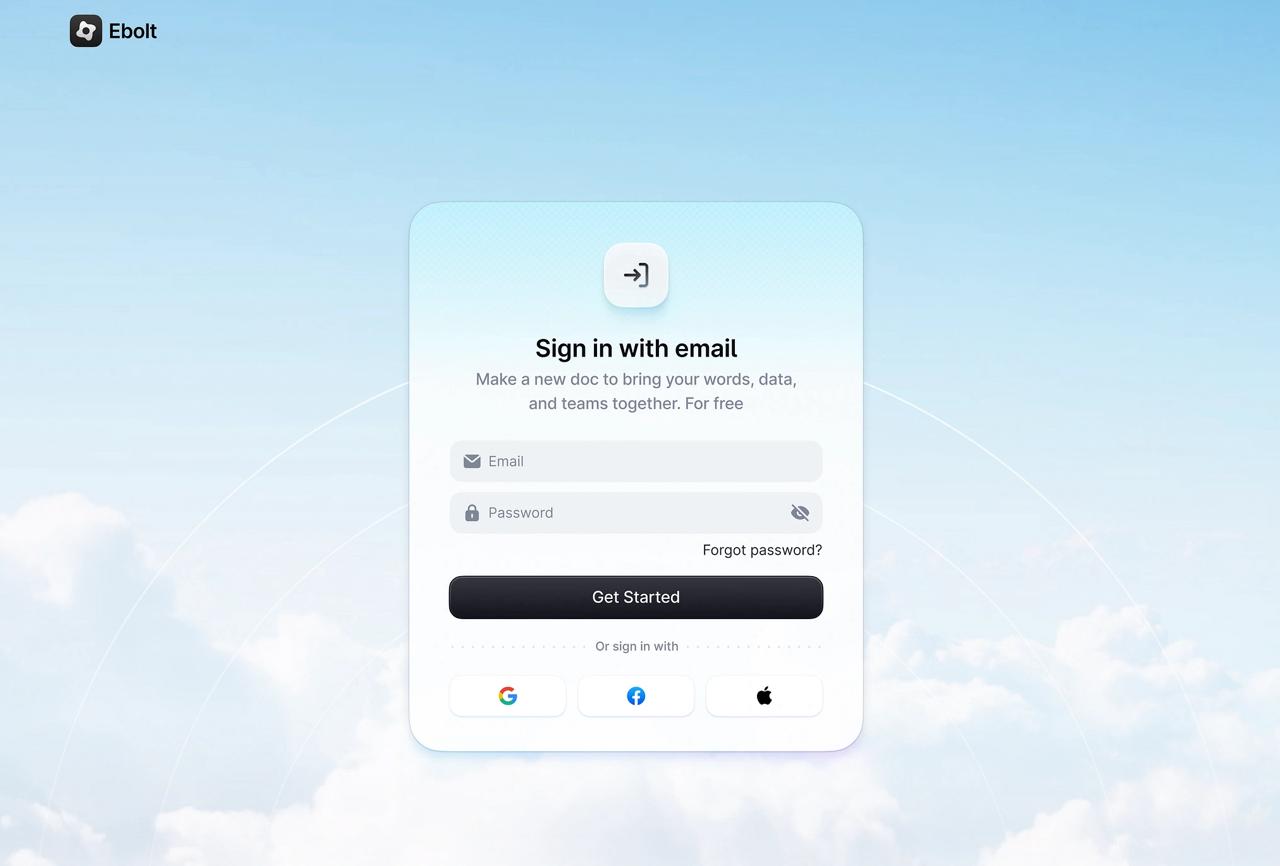 Ebolt
Sign in with email
Make a new doc to bring your words, data,
and teams together. For free
Email
Password
Forgot password?
Get Started
Or sign in with